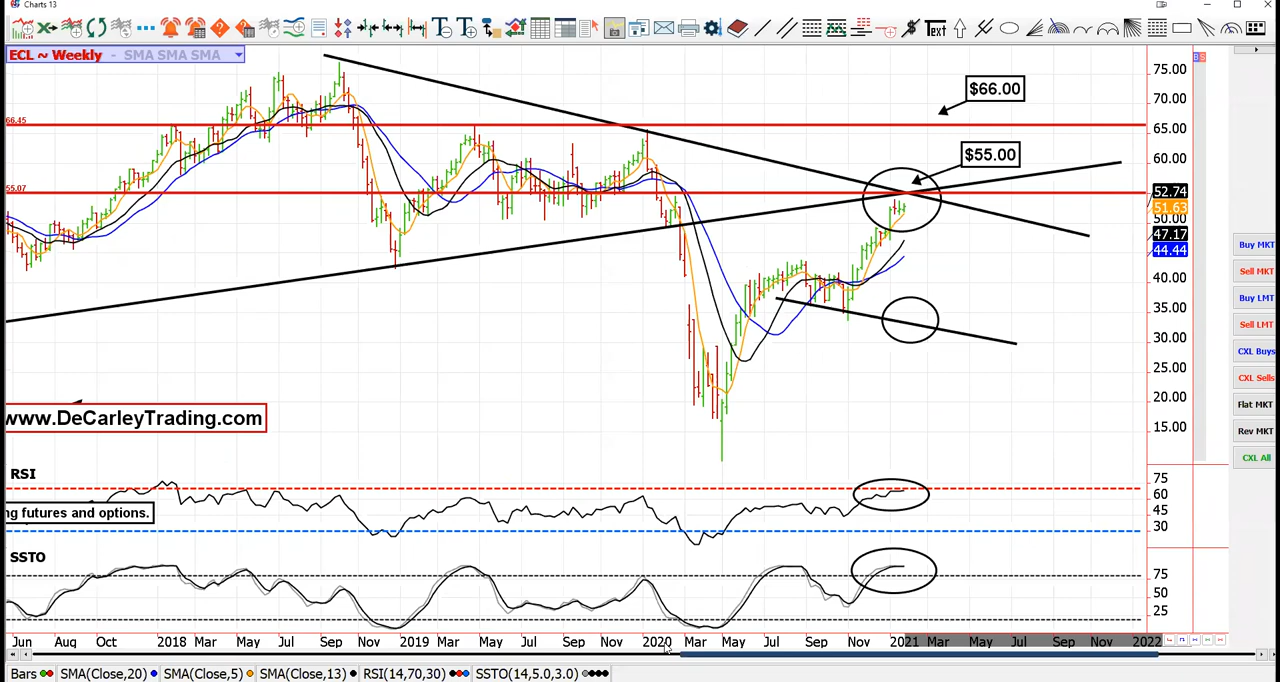 Charts 13
ECL ~ Weekly - SMA SMA SMA
75.00
70.00
$66.00
66.45
65.00
60.00
$55.00
55.07
52.74
51.63
50.00
47.17
44.44
40.00
35.00
30.00
25.00
20.00
15.00
Buy MKT
Sell MKT
Buy LMT
Sell LMT
CXL Buys
CXL Sells
Flat MKT
Rev MKT
CXL All
www.DeCarleyTrading.com
RSI
75
60
45
30
ng futures and options.
SSTO
75
50
25
Jun Aug Oct 2018 Mar May Jul Sep Nov 2019 Mar May Jul Sep Nov 2020 Mar May Jul Sep Nov 2021 Mar May Jul Sep Nov 2022
Bars SMA(Close,20) SMA(Close,5) SMA(Close,13) RSI(14,70,30) SSTO(14,5.0,3.0)